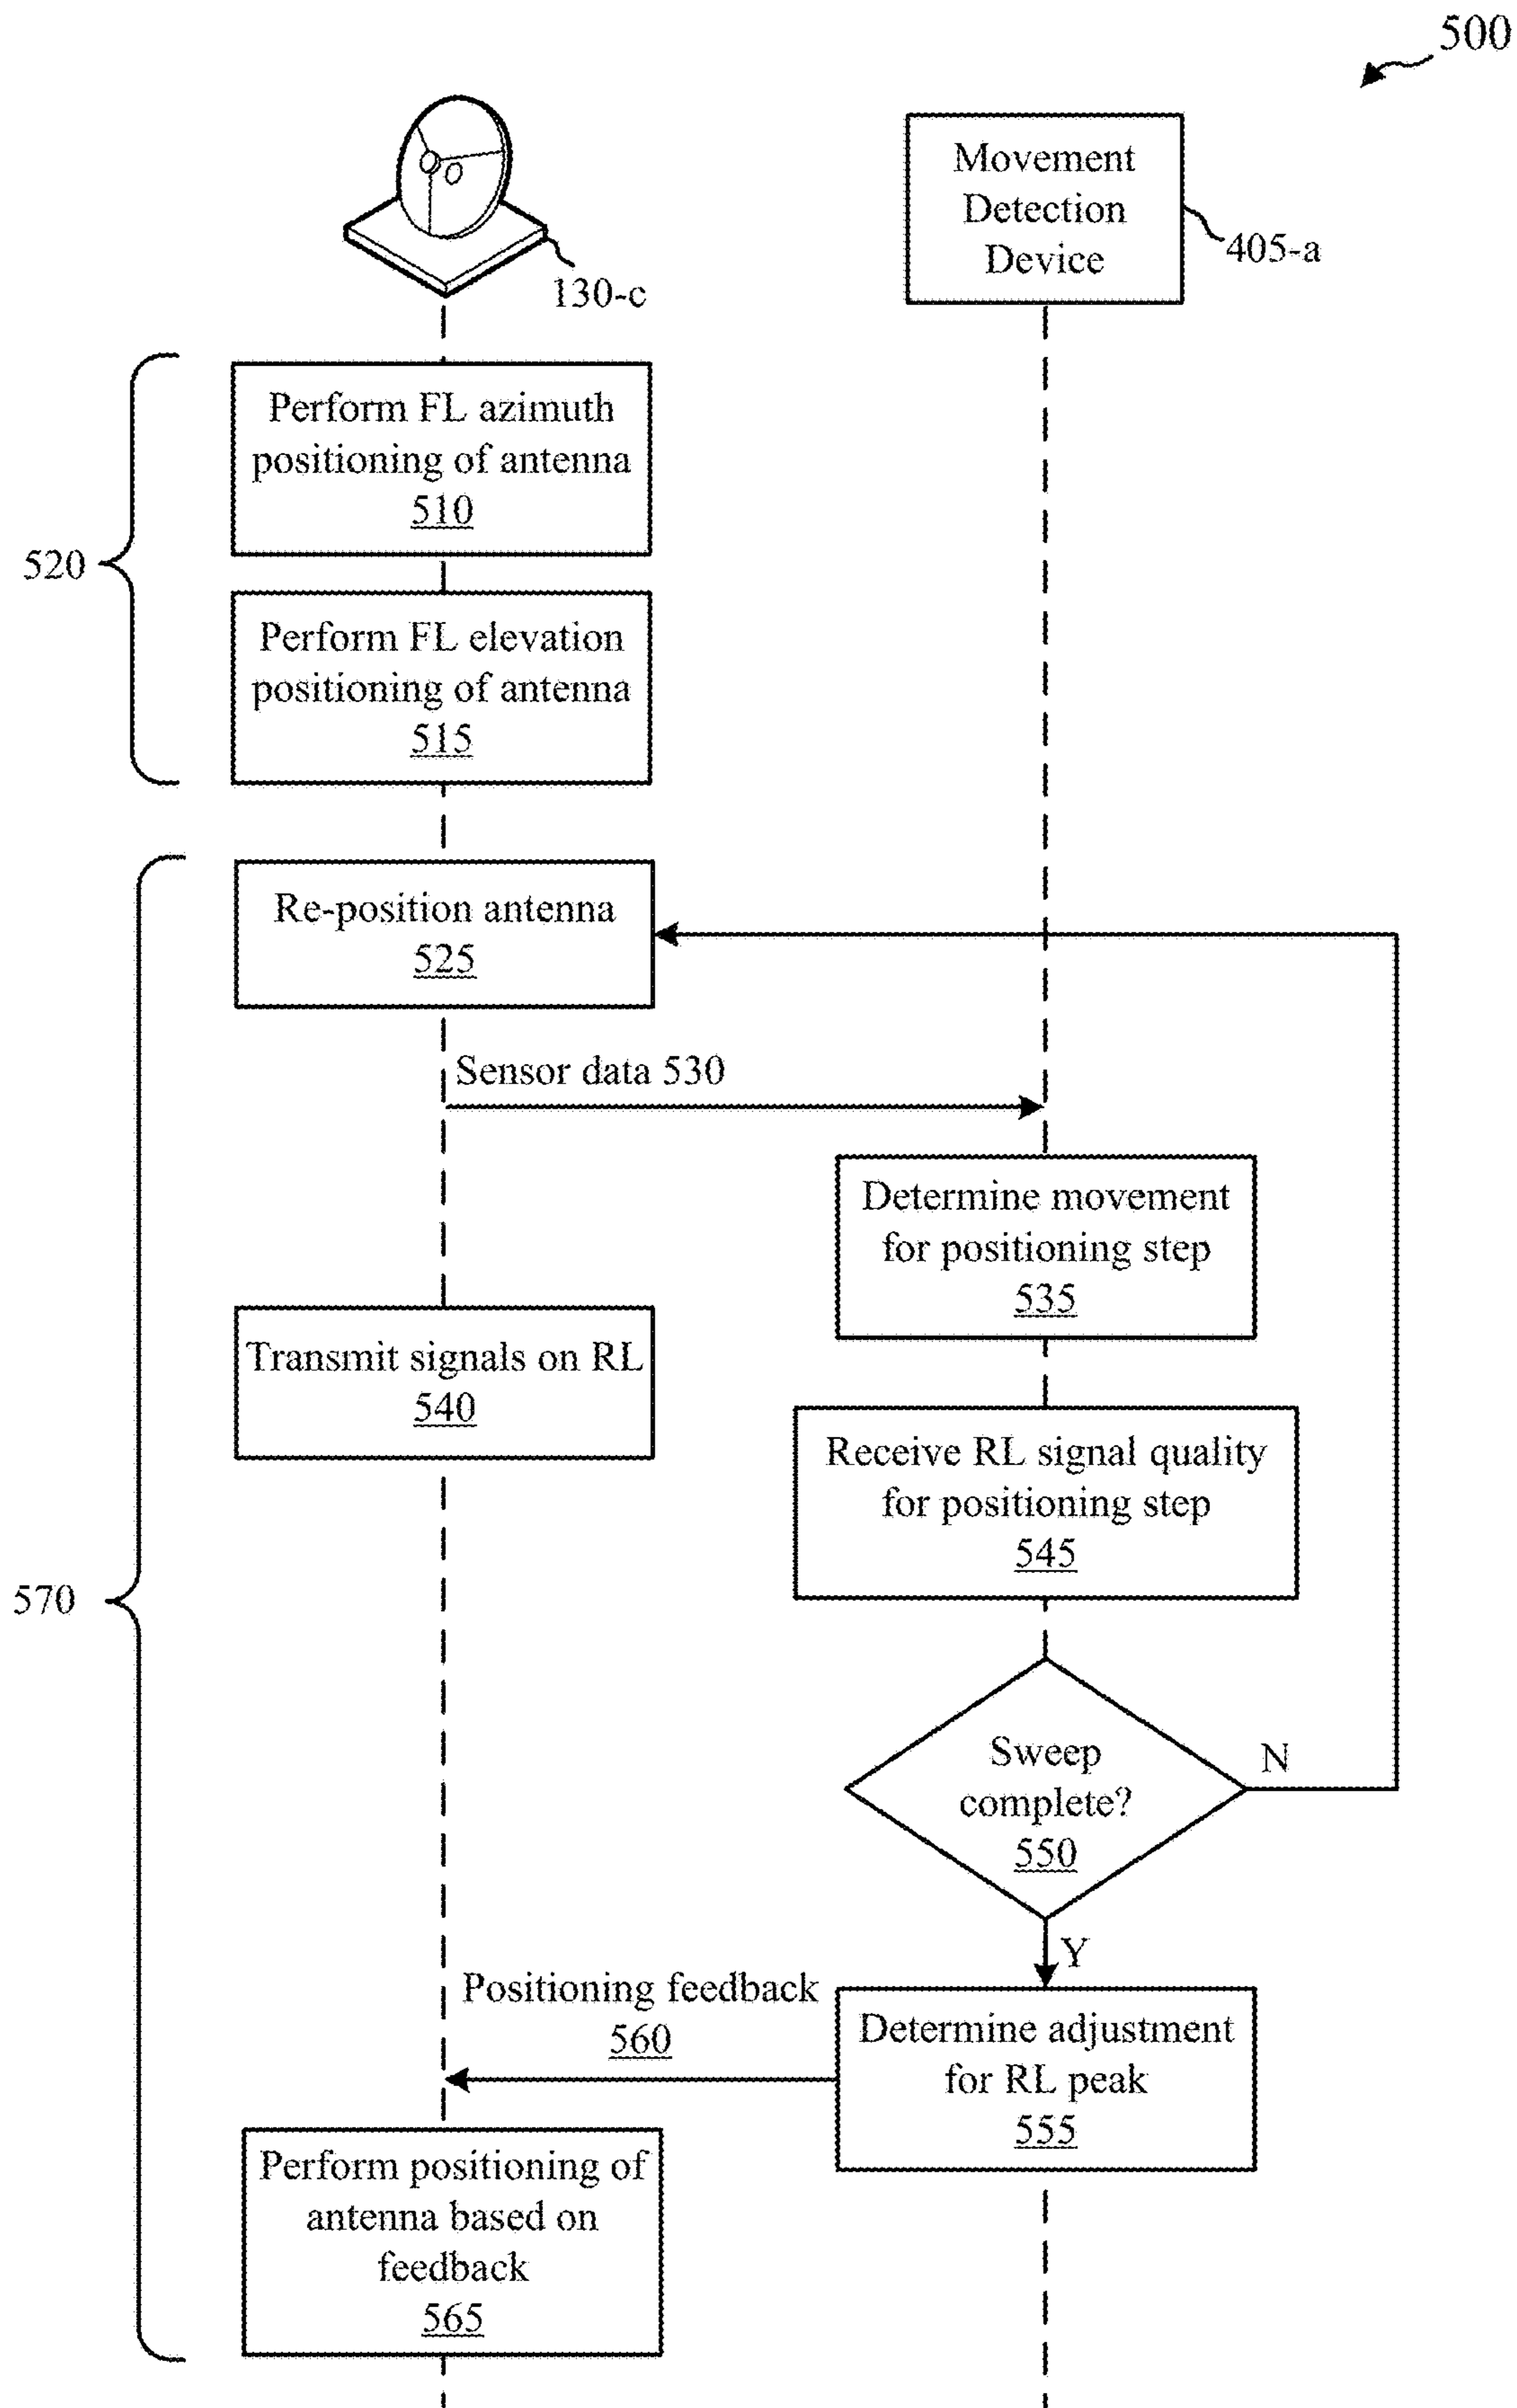 500
Movement
Detection
Device
405-a
130-c
Perform FL azimuth
positioning of antenna
510
520
Perform FL elevation
positioning of antenna
515
Re-position antenna
525
Sensor data 530
Determine movement
for positioning step
535
Transmit signals on RL
540
Receive RL signal quality
for positioning step
545
570
Sweep
complete?
550
N
Y
Positioning feedback
560
Determine adjustment
for RL peak
555
Perform positioning of
antenna based on
feedback
565